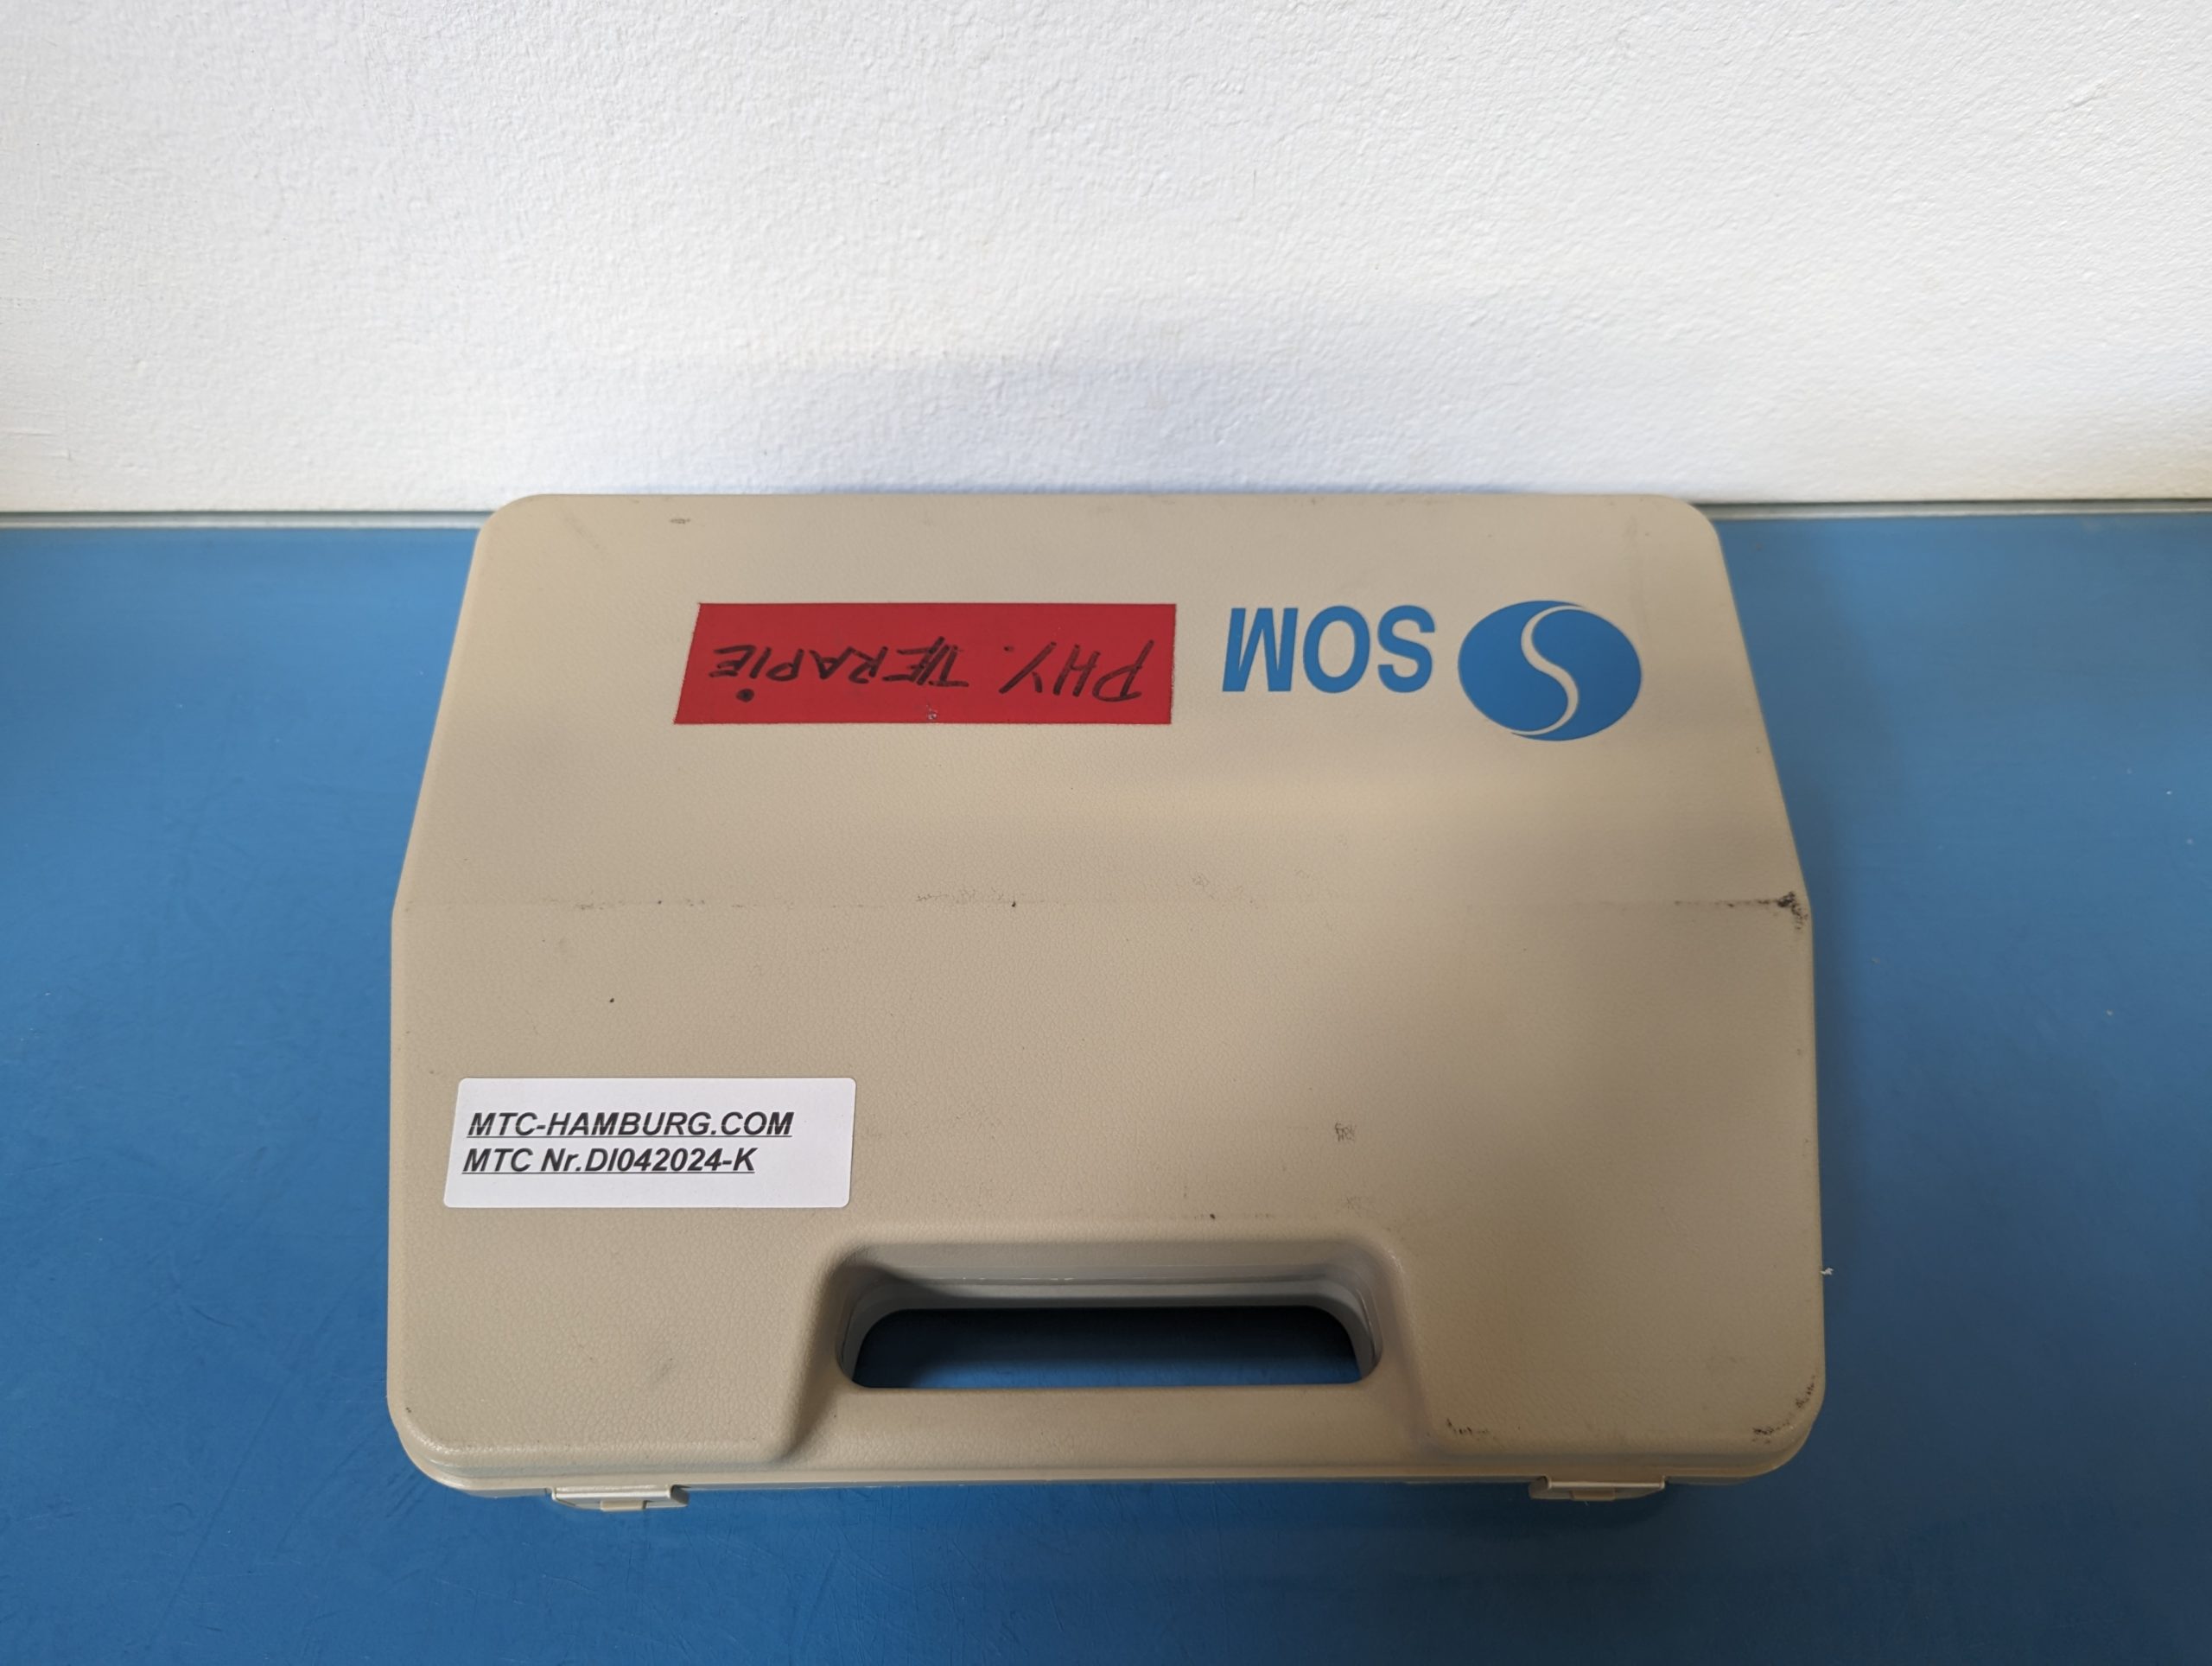 SOM
PHY. TERAPIE
MTC-HAMBURG.COM
MTC Nr.DI042024-K